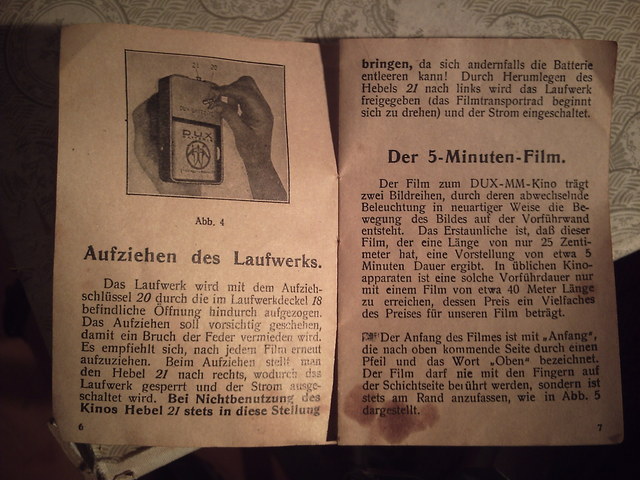 21 22
DUX
Abb. 4
Aufziehen des Laufwerks.
Das Laufwerk wird mit dem Aufzieh-
schlüssel 20 durch die im Laufwerkdeckel 18
befindliche Öffnung hindurch aufgezogen.
Das Aufziehen soll vorsichtig geschehen,
damit ein Bruch der Feder vermieden wird.
Es empfiehlt sich, nach jedem Film erneut
aufzuziehen. Beim Aufziehen stellt man
den Hebel 21 nach rechts, wodurch das
Laufwerk gesperrt und der Strom ausge-
schaltet wird. Bei Nichtbenutzung des
Kinos Hebel 21 stets in diese Stellung
6
bringen, da sich andernfalls die Batterie
entleeren kann! Durch Herumlegen des
Hebels 21 nach links wird das Laufwerk
freigegeben (das Filmtransportrad beginnt
sich zu drehen) und der Strom eingeschaltet.
Der 5-Minuten-Film.
Der Film zum DUX-MM-Kino trägt
zwei Bildreihen, durch deren abwechselnde
Beleuchtung in neuartiger Weise die Be-
wegung des Bildes auf der Vorführwand
entsteht. Das Erstaunliche ist, daß dieser
Film, der eine Länge von nur 25 Zenti-
meter hat, eine Vorstellung von etwa 5
Minuten Dauer ergibt. In üblichen Kino-
apparaten ist eine solche Vorführdauer nur
mit einem Film von etwa 40 Meter Länge
zu erreichen, dessen Preis ein Vielfaches
des Preises für unseren Film beträgt.
Der Anfang des Filmes ist mit „Anfang“,
die nach oben kommende Seite durch einen
Pfeil und das Wort „Oben“ bezeichnet.
Der Film darf nie mit den Fingern auf
der Schichtseite berührt werden, sondern ist
stets am Rand anzufassen, wie in Abb. 5
dargestellt.
7